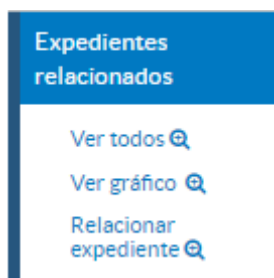 Expedientes
relacionados
Ver todos
Ver gráfico
Relacionar
expediente